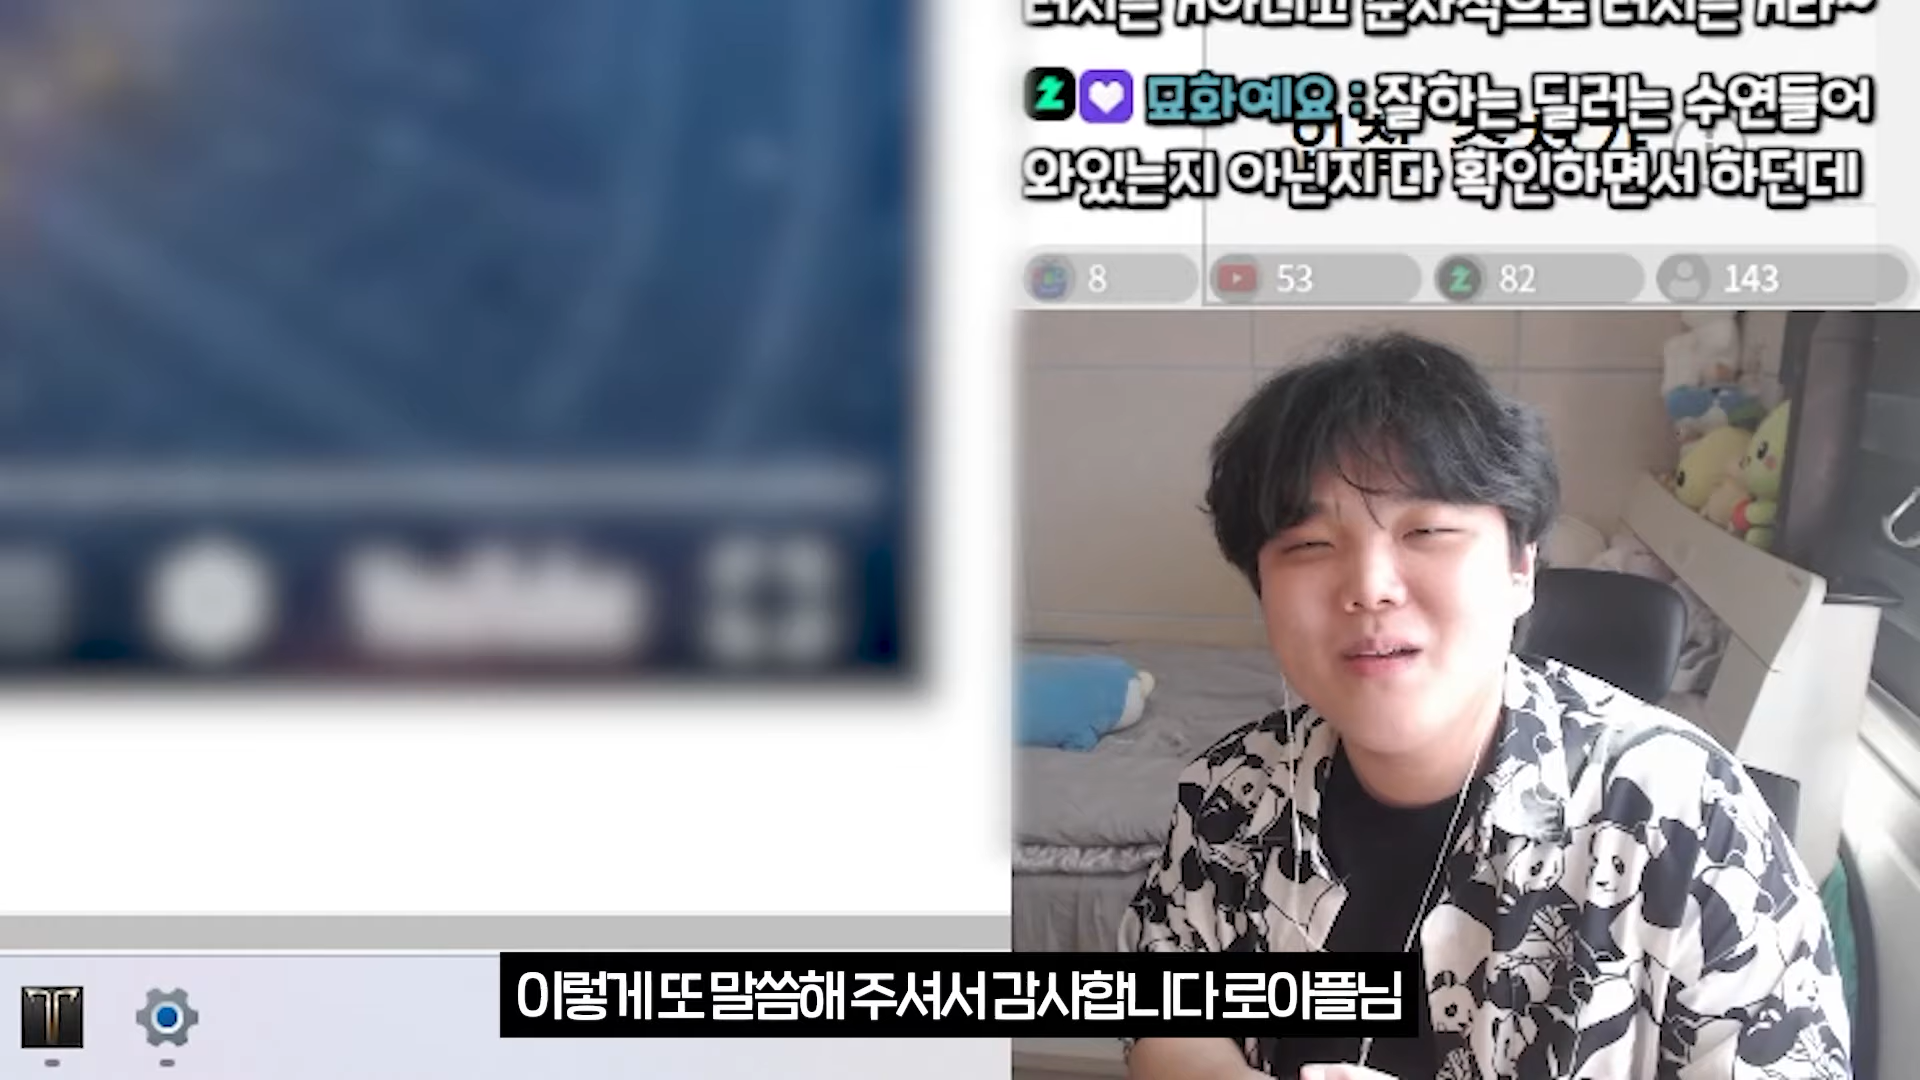 묘화예요 : 잘하는 딜러는 수연들어
와있는지 아닌지 다 확인하면서 하던데
8 53 82 143
이렇게 또 말씀해 주셔서 감사합니다 로아플님